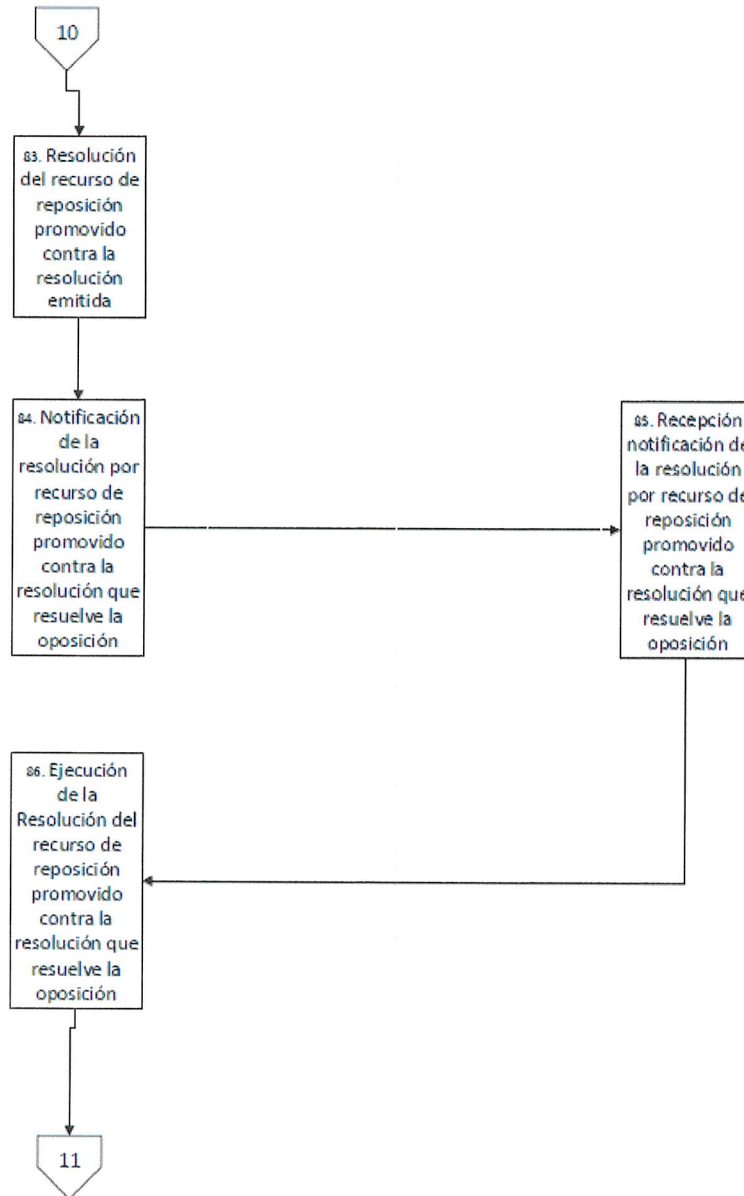 10
83. Resolución
del recurso de
reposición
promovido
contra la
resolución
emitida
84. Notificación
de la
resolución por
recurso de
reposición
promovido
contra la
resolución que
resuelve la
oposición
85. Recepción
notificación de
la resolución
por recurso de
reposición
promovido
contra la
resolución que
resuelve la
oposición
86. Ejecución
de la
Resolución del
recurso de
reposición
promovido
contra la
resolución que
resuelve la
oposición
11